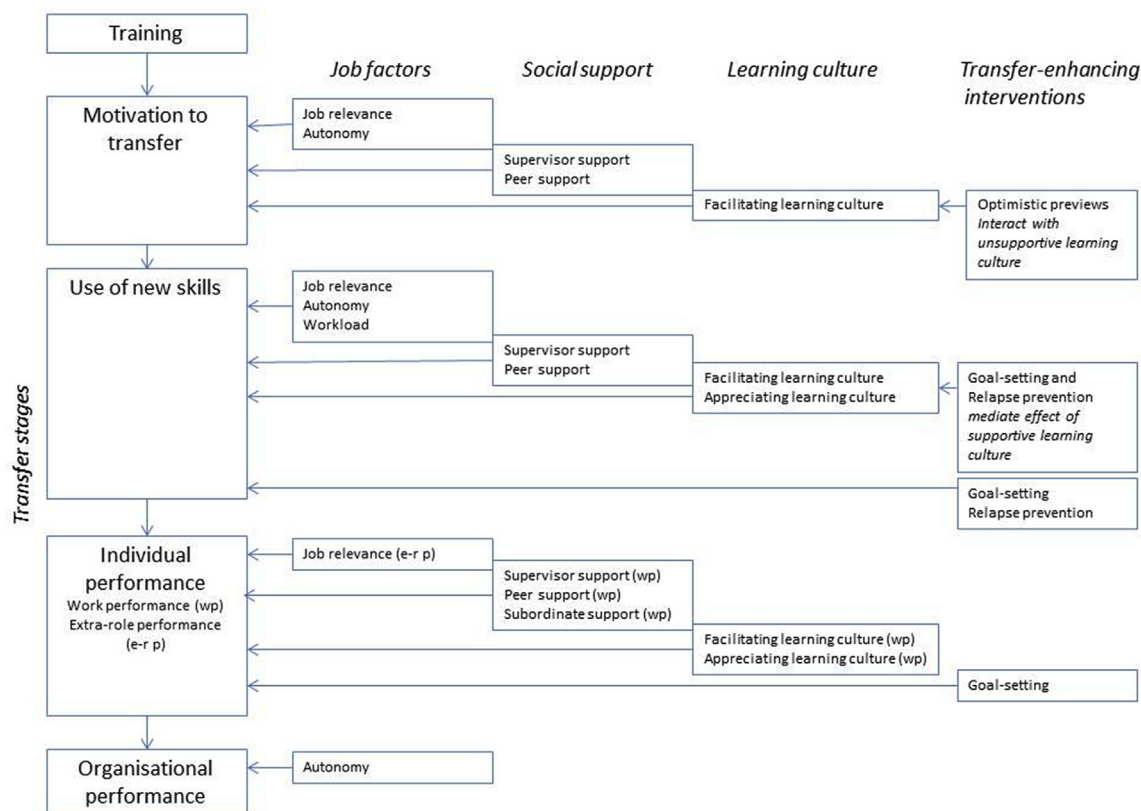 Training
Job factors
Social support
Learning culture
Transfer-enhancing
interventions
Motivation to
transfer
Job relevance
Autonomy
Supervisor support
Peer support
Facilitating learning culture
Optimistic previews
Interact with
unsupportive learning
culture
Transfer stages
Use of new skills
Job relevance
Autonomy
Workload
Supervisor support
Peer support
Facilitating learning culture
Appreciating learning culture
Goal-setting and
Relapse prevention
mediate effect of
supportive learning
culture
Goal-setting
Relapse prevention
Individual
performance
Work performance (wp)
Extra-role performance
(e-r p)
Job relevance (e-r p)
Supervisor support (wp)
Peer support (wp)
Subordinate support (wp)
Facilitating learning culture (wp)
Appreciating learning culture (wp)
Goal-setting
Organisational
performance
Autonomy